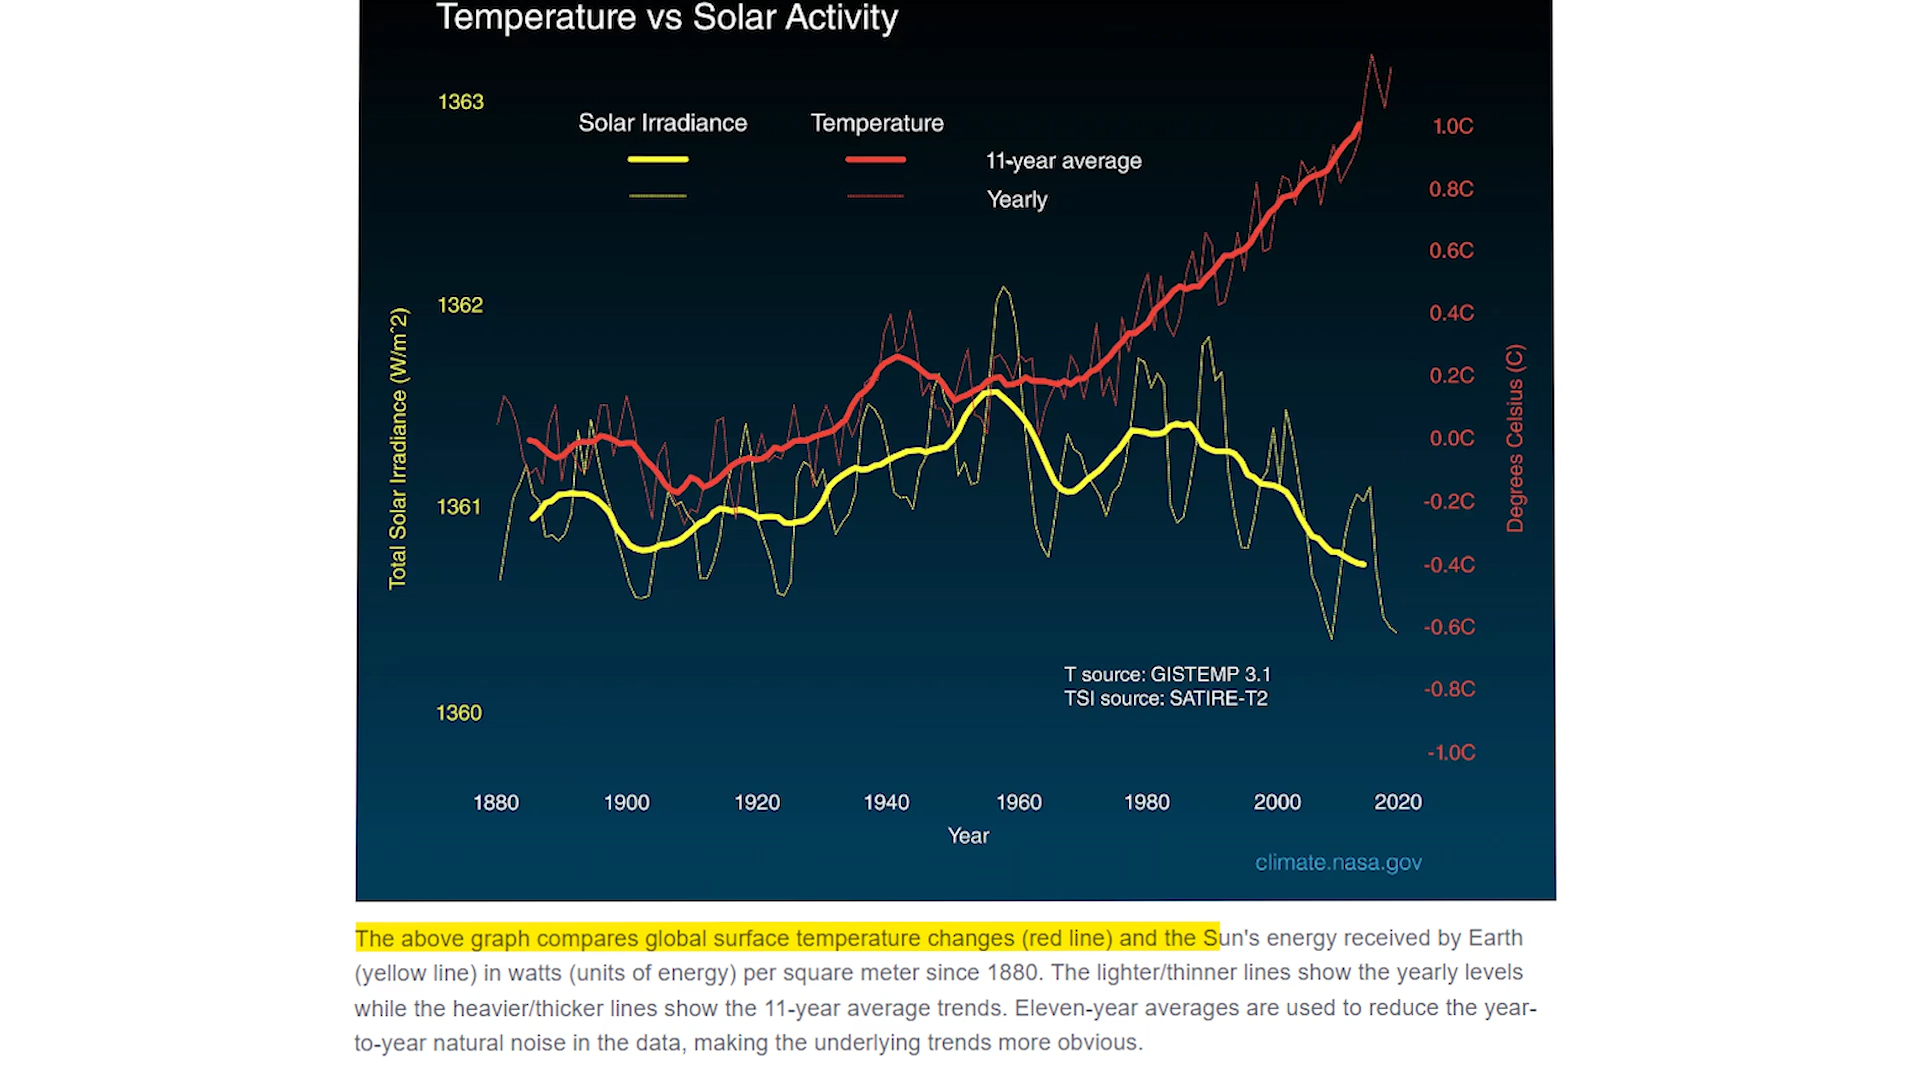 Temperature vs Solar Activity
1363
Solar Irradiance Temperature
1.0C
11-year average
0.8C
Yearly
0.6C
1362
0.4C
Total Solar Irradiance (W/m^2)
Degrees Celsius (C)
0.2C
0.0C
1361
-0.2C
-0.4C
-0.6C
T source: GISTEMP 3.1
TSI source: SATIRE-T2
-0.8C
1360
-1.0C
1880 1900 1920 1940 1960 1980 2000 2020
Year
climate.nasa.gov
The above graph compares global surface temperature changes (red line) and the Sun's energy received by Earth
(yellow line) in watts (units of energy) per square meter since 1880. The lighter/thinner lines show the yearly levels
while the heavier/thicker lines show the 11-year average trends. Eleven-year averages are used to reduce the year-
to-year natural noise in the data, making the underlying trends more obvious.